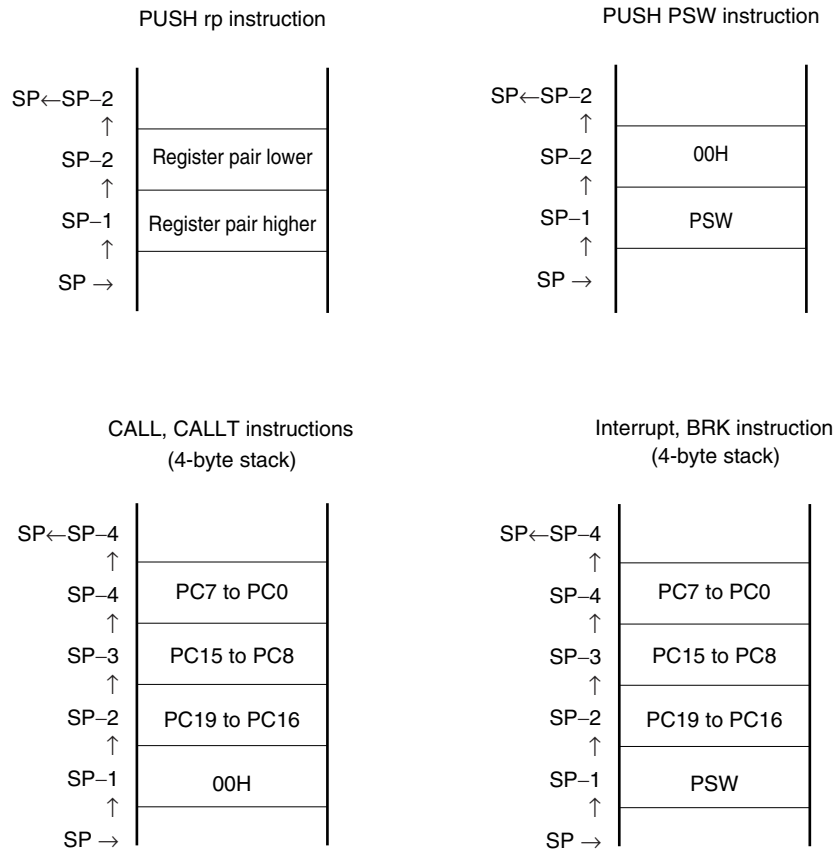 PUSH rp instruction
SP←SP–2
↑
SP–2
Register pair lower
↑
SP–1
Register pair higher
↑
SP →
PUSH PSW instruction
SP←SP–2
↑
SP–2
00H
↑
SP–1
PSW
↑
SP →
CALL, CALLT instructions
(4-byte stack)
SP←SP–4
↑
SP–4
PC7 to PC0
↑
SP–3
PC15 to PC8
↑
SP–2
PC19 to PC16
↑
SP–1
00H
↑
SP →
Interrupt, BRK instruction
(4-byte stack)
SP←SP–4
↑
SP–4
PC7 to PC0
↑
SP–3
PC15 to PC8
↑
SP–2
PC19 to PC16
↑
SP–1
PSW
↑
SP →